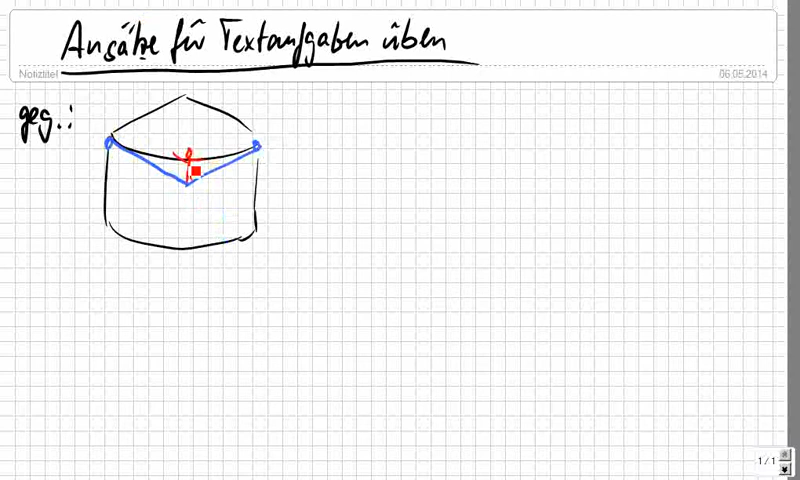 Ansätze für Textaufgaben üben
Notiztitel
06.05.2014
geg.:
1 / 1